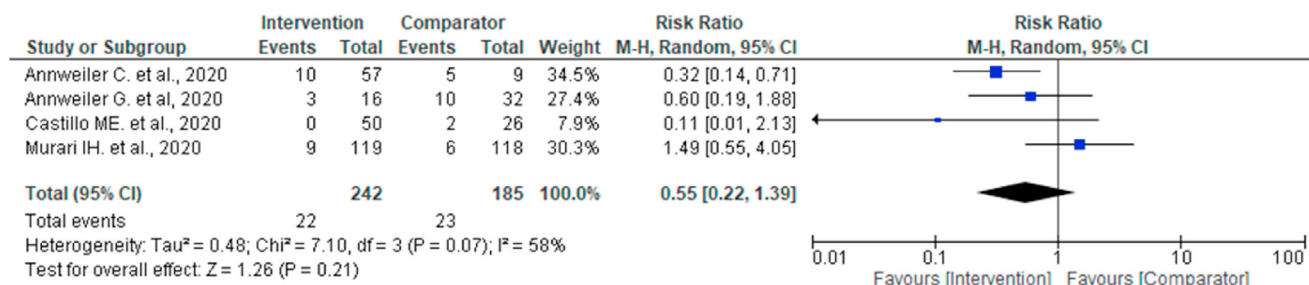 Intervention Comparator Risk Ratio Risk Ratio
Study or Subgroup Events Total Events Total Weight M-H, Random, 95% CI M-H, Random, 95% CI
Annweiler C. et al., 2020 10 57 5 9 34.5% 0.32 [0.14, 0.71]
Annweiler G. et al, 2020 3 16 10 32 27.4% 0.60 [0.19, 1.88]
Castillo ME. et al., 2020 0 50 2 26 7.9% 0.11 [0.01, 2.13]
Murari IH. et al., 2020 9 119 6 118 30.3% 1.49 [0.55, 4.05]
Total (95% CI) 242 185 100.0% 0.55 [0.22, 1.39]
Total events 22 23
Heterogeneity: Tau² = 0.48; Chi² = 7.10, df = 3 (P = 0.07); I² = 58%
Test for overall effect: Z = 1.26 (P = 0.21)
0.01 0.1 1 10 100
Favours [Intervention] Favours [Comparator]